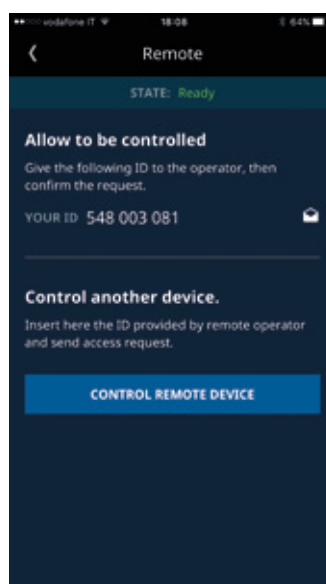 vodafone IT 18:08 64%
Remote
STATE: Ready
Allow to be controlled
Give the following ID to the operator, then
confirm the request.
YOUR ID 548 003 081
Control another device.
Insert here the ID provided by remote operator
and send access request.
CONTROL REMOTE DEVICE